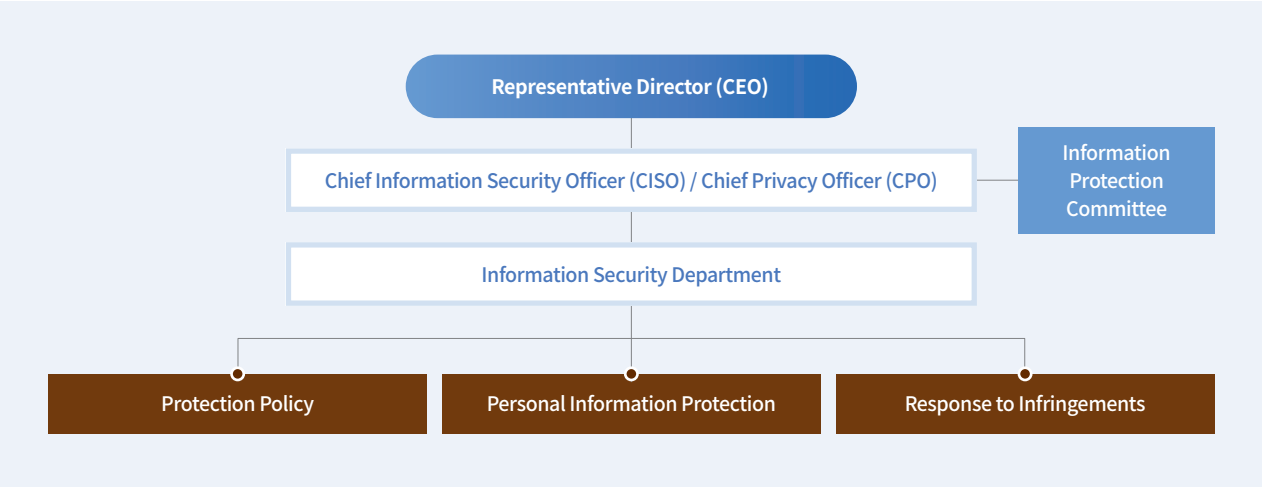 Representative Director (CEO)
Chief Information Security Officer (CISO) / Chief Privacy Officer (CPO)
Information
Protection
Committee
Information Security Department
Protection Policy
Personal Information Protection
Response to Infringements